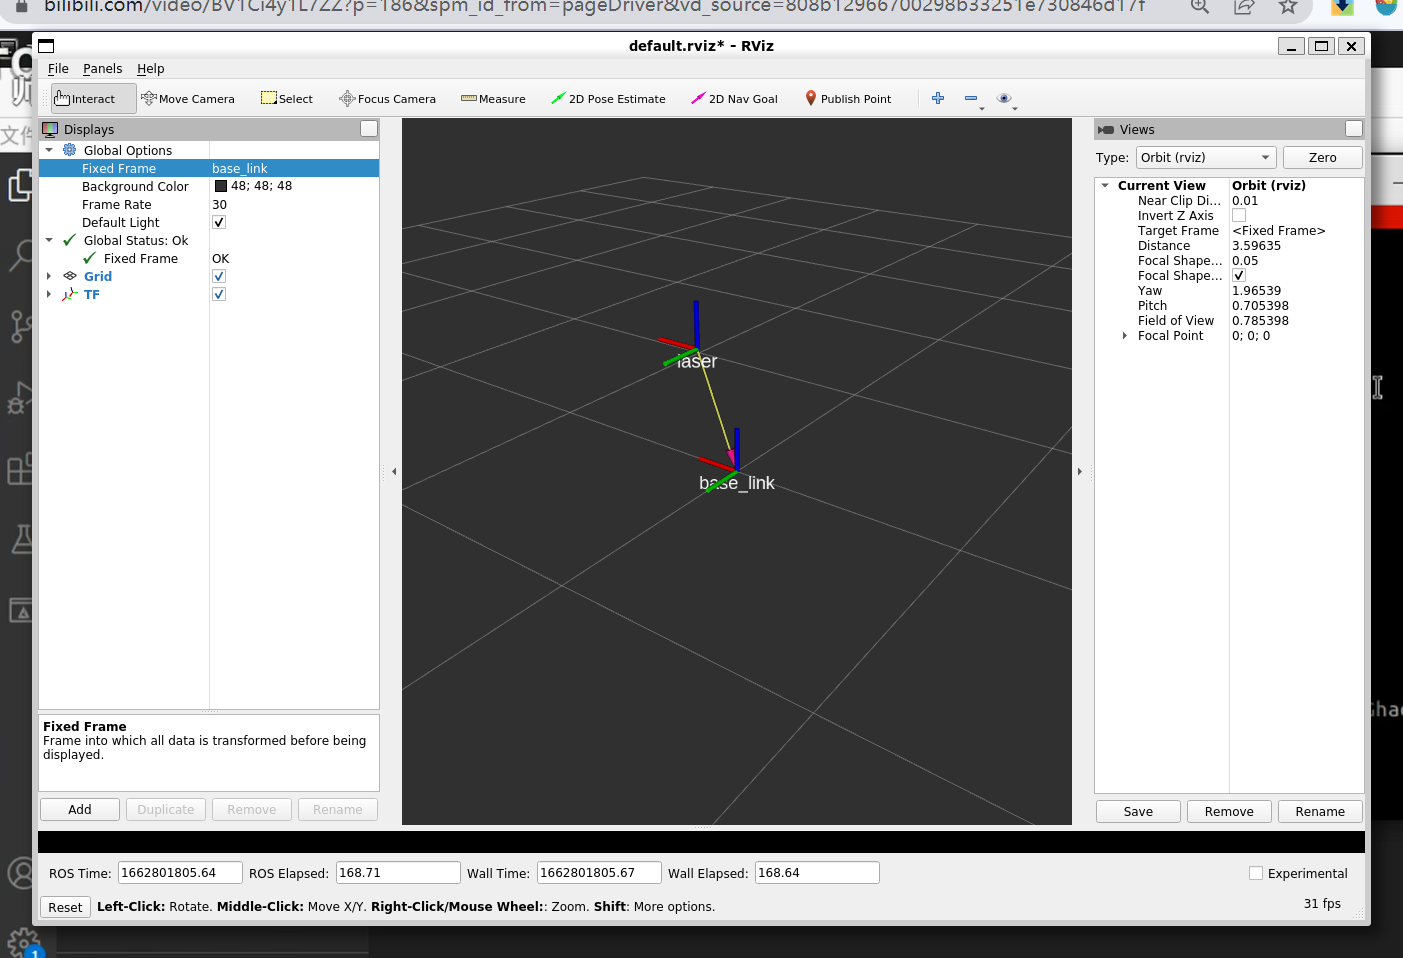 bilibili.com/video/BV1Ci4y1L7ZZ?p=186&spm_id_from=pageDriver&vd_source=808b12966700298b33251e730846d17f
default.rviz* - RViz
File Panels Help
Interact Move Camera Select Focus Camera Measure 2D Pose Estimate 2D Nav Goal Publish Point
Displays
Global Options
Fixed Frame base_link
Background Color 48; 48; 48
Frame Rate 30
Default Light
Global Status: Ok
Fixed Frame OK
Grid
TF
Fixed Frame
Frame into which all data is transformed before being
displayed.
Add Duplicate Remove Rename
laser
base_link
Views
Type: Orbit (rviz) Zero
Current View Orbit (rviz)
Near Clip Di... 0.01
Invert Z Axis
Target Frame <Fixed Frame>
Distance 3.59635
Focal Shape... 0.05
Focal Shape...
Yaw 1.96539
Pitch 0.705398
Field of View 0.785398
Focal Point 0; 0; 0
Save Remove Rename
ROS Time: 1662801805.64 ROS Elapsed: 168.71 Wall Time: 1662801805.67 Wall Elapsed: 168.64 Experimental
Reset Left-Click: Rotate. Middle-Click: Move X/Y. Right-Click/Mouse Wheel:: Zoom. Shift: More options. 31 fps
文件
1